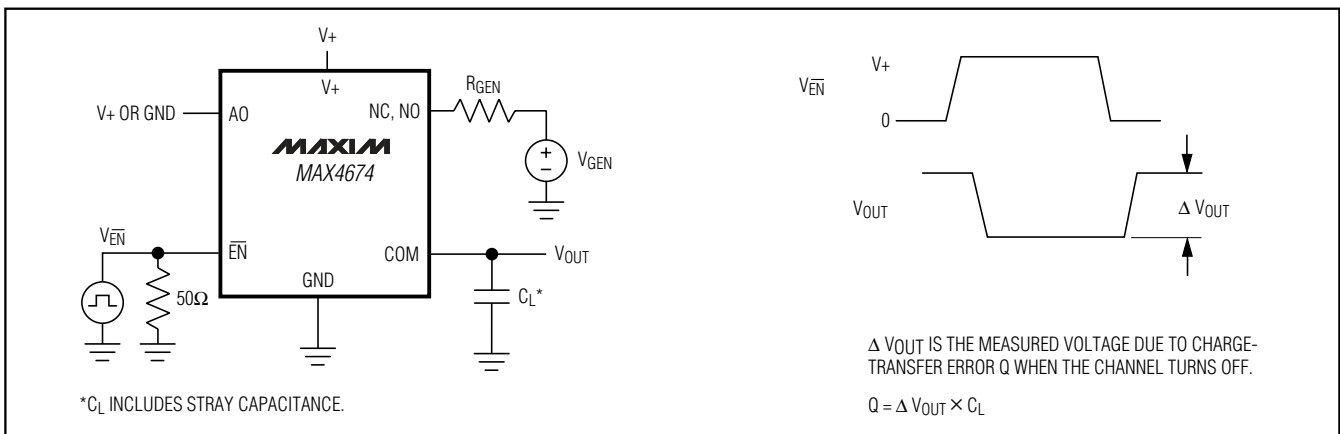 V+
V+
V+ OR GND
AO
NC, NO
RGEN
MAXIM
MAX4674
+
−
VGEN
VEN̅
EN̅
50Ω
GND
COM
VOUT
CL*
*CL INCLUDES STRAY CAPACITANCE.
VEN̅
V+
0
VOUT
Δ VOUT
Δ VOUT IS THE MEASURED VOLTAGE DUE TO CHARGE-
TRANSFER ERROR Q WHEN THE CHANNEL TURNS OFF.
Q = Δ VOUT × CL